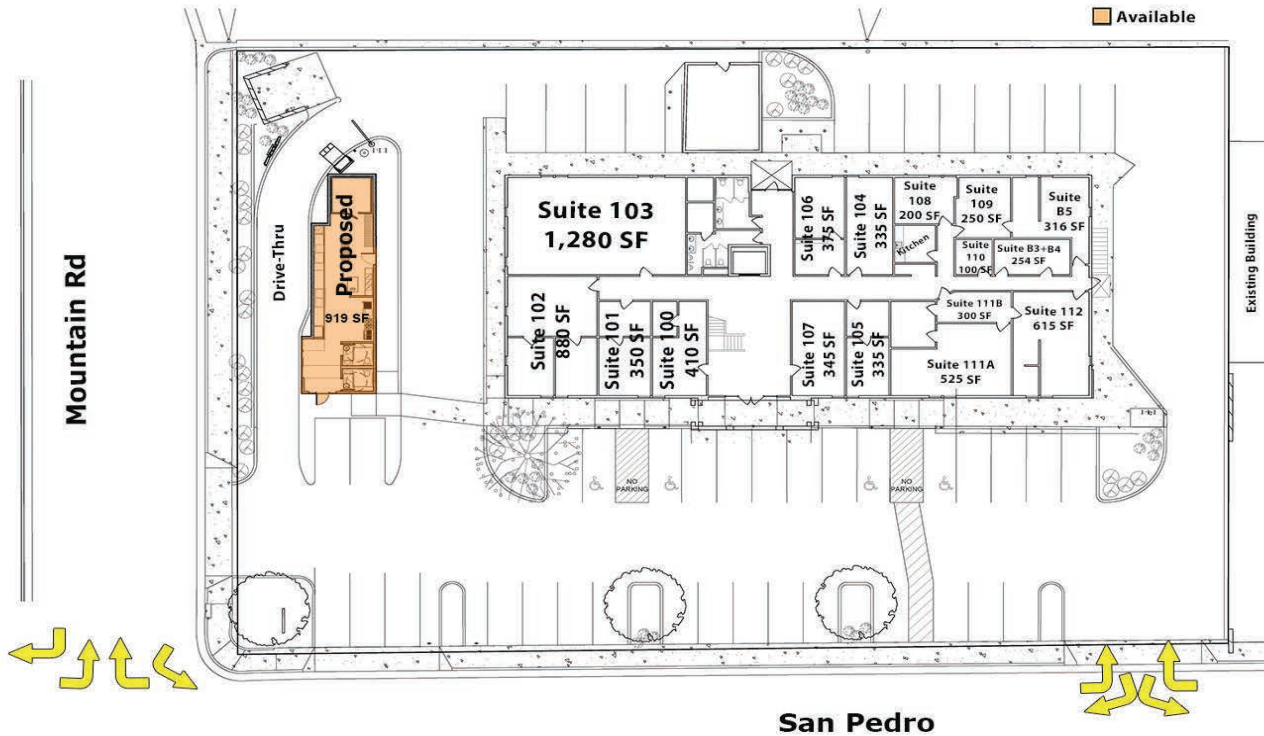 Available
Mountain Rd
Drive-Thru
Proposed
919 SF
Suite 103
1,280 SF
Suite 106
375 SF
Suite 104
335 SF
Suite
108
200 SF
Kitchen
Suite
109
250 SF
Suite
B5
316 SF
Suite
110
100 SF
Suite B3+B4
254 SF
Suite 102
880 SF
Suite 101
350 SF
Suite 100
410 SF
Suite 107
345 SF
Suite 105
335 SF
Suite 111B
300 SF
Suite 111A
525 SF
Suite 112
615 SF
Existing Building
NO
PARKING
NO
PARKING
San Pedro